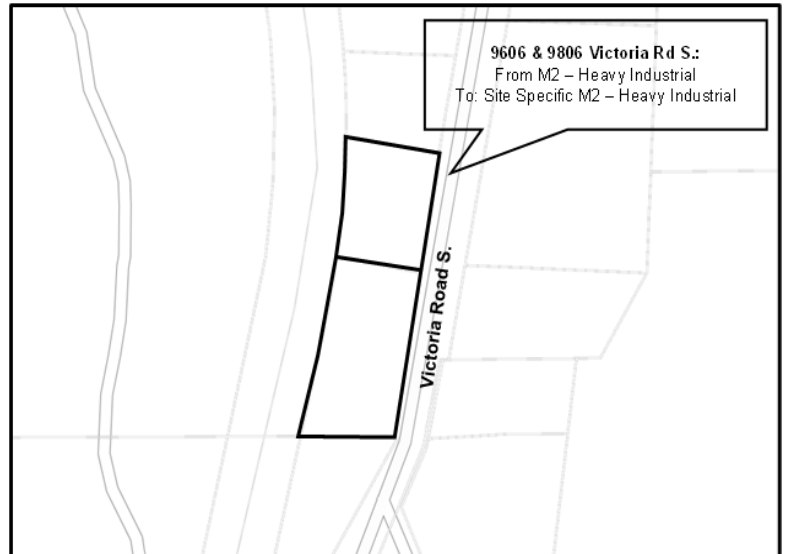 9606 & 9806 Victoria Rd S.:
From M2 – Heavy Industrial
To: Site Specific M2 – Heavy Industrial
Victoria Road S.